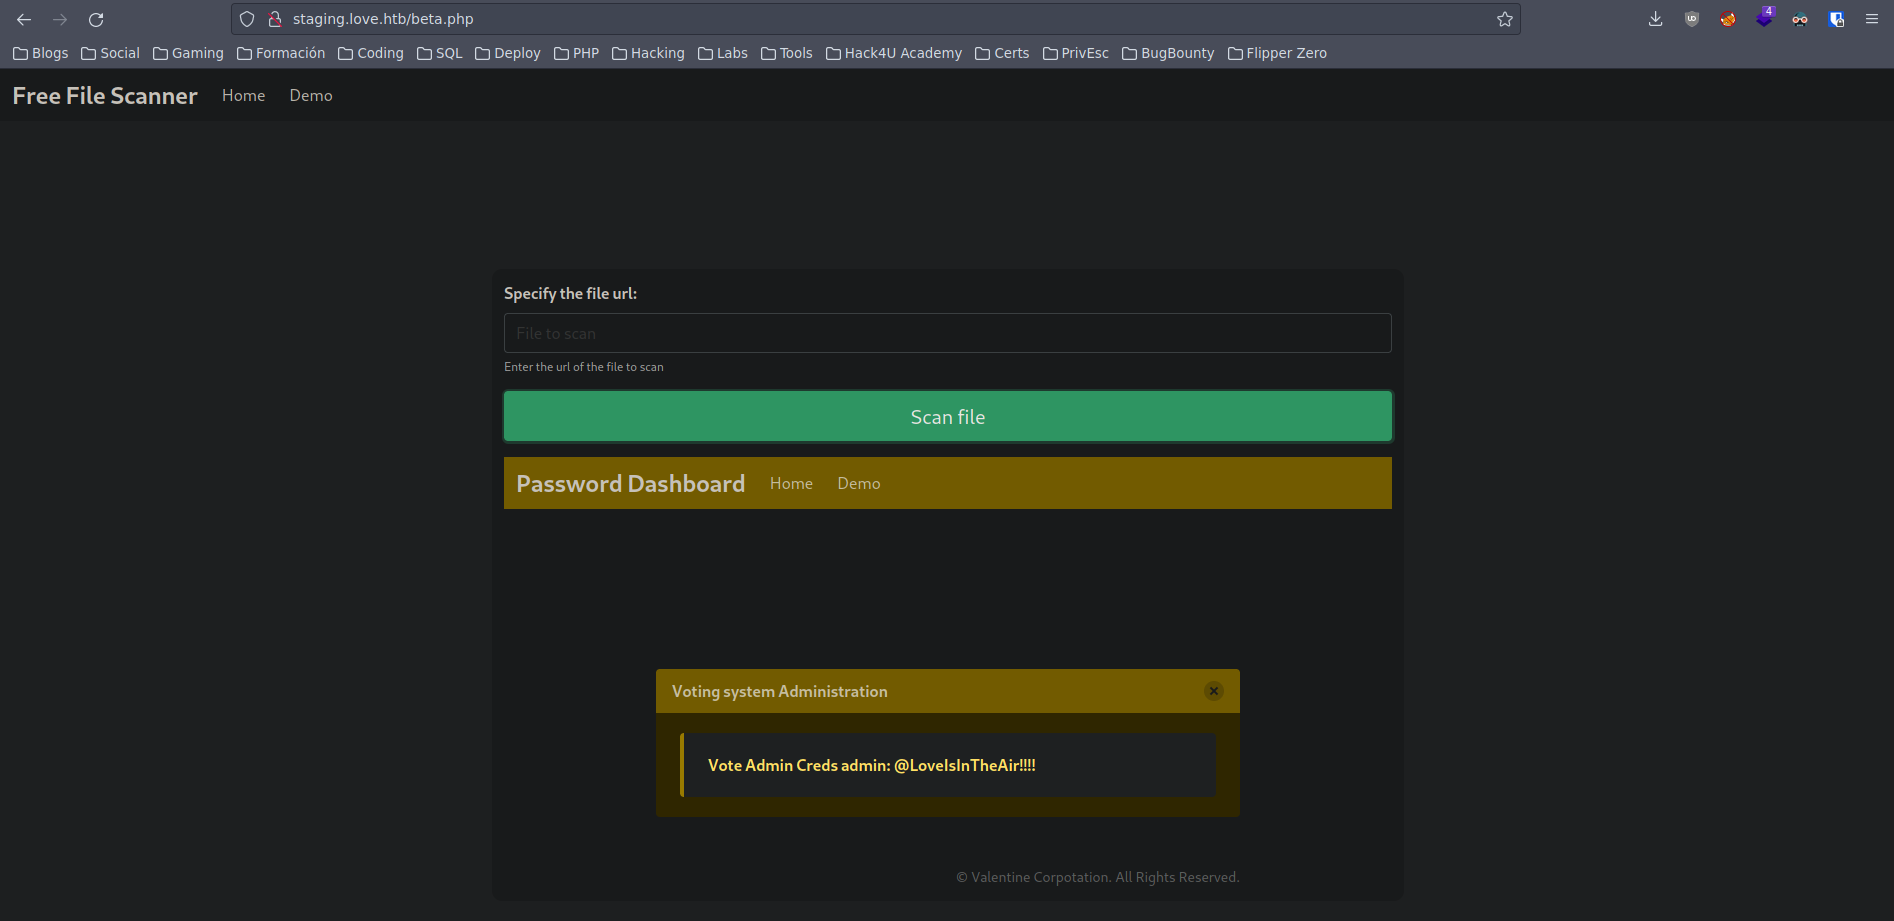 staging.love.htb/beta.php
4
Blogs Social Gaming Formación Coding SQL Deploy PHP Hacking Labs Tools Hack4U Academy Certs PrivEsc BugBounty Flipper Zero
Free File Scanner Home Demo
Specify the file url:
File to scan
Enter the url of the file to scan
Scan file
Password Dashboard Home Demo
Voting system Administration
Vote Admin Creds admin: @LoveIsInTheAir!!!!
© Valentine Corpotation. All Rights Reserved.